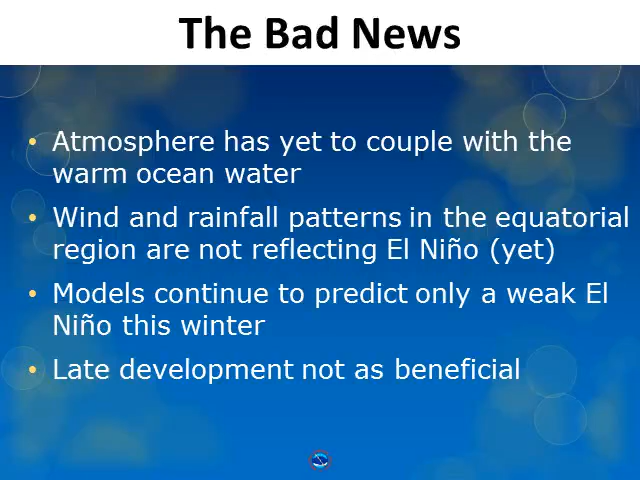 The Bad News
• Atmosphere has yet to couple with the
warm ocean water
• Wind and rainfall patterns in the equatorial
region are not reflecting El Niño (yet)
• Models continue to predict only a weak El
Niño this winter
• Late development not as beneficial